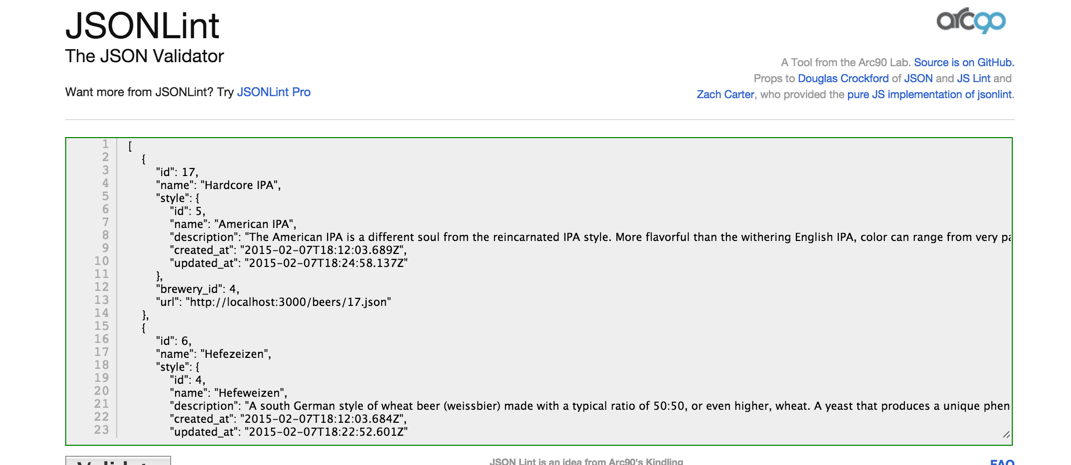 JSONLint
arc90
The JSON Validator
A Tool from the Arc90 Lab. Source is on GitHub.
Props to Douglas Crockford of JSON and JS Lint and
Want more from JSONLint? Try JSONLint Pro
Zach Carter, who provided the pure JS implementation of jsonlint.
1 [
2 {
3 "id": 17,
4 "name": "Hardcore IPA",
5 "style": {
6 "id": 5,
7 "name": "American IPA",
8 "description": "The American IPA is a different soul from the reincarnated IPA style. More flavorful than the withering English IPA, color can range from very pa
9 "created_at": "2015-02-07T18:12:03.689Z",
10 "updated_at": "2015-02-07T18:24:58.137Z"
11 },
12 "brewery_id": 4,
13 "url": "http://localhost:3000/beers/17.json"
14 },
15 {
16 "id": 6,
17 "name": "Hefezeizen",
18 "style": {
19 "id": 4,
20 "name": "Hefeweizen",
21 "description": "A south German style of wheat beer (weissbier) made with a typical ratio of 50:50, or even higher, wheat. A yeast that produces a unique phen
22 "created_at": "2015-02-07T18:12:03.684Z",
23 "updated_at": "2015-02-07T18:22:52.601Z"
JSON Lint is an idea from Arc90's Kindling
FAQ